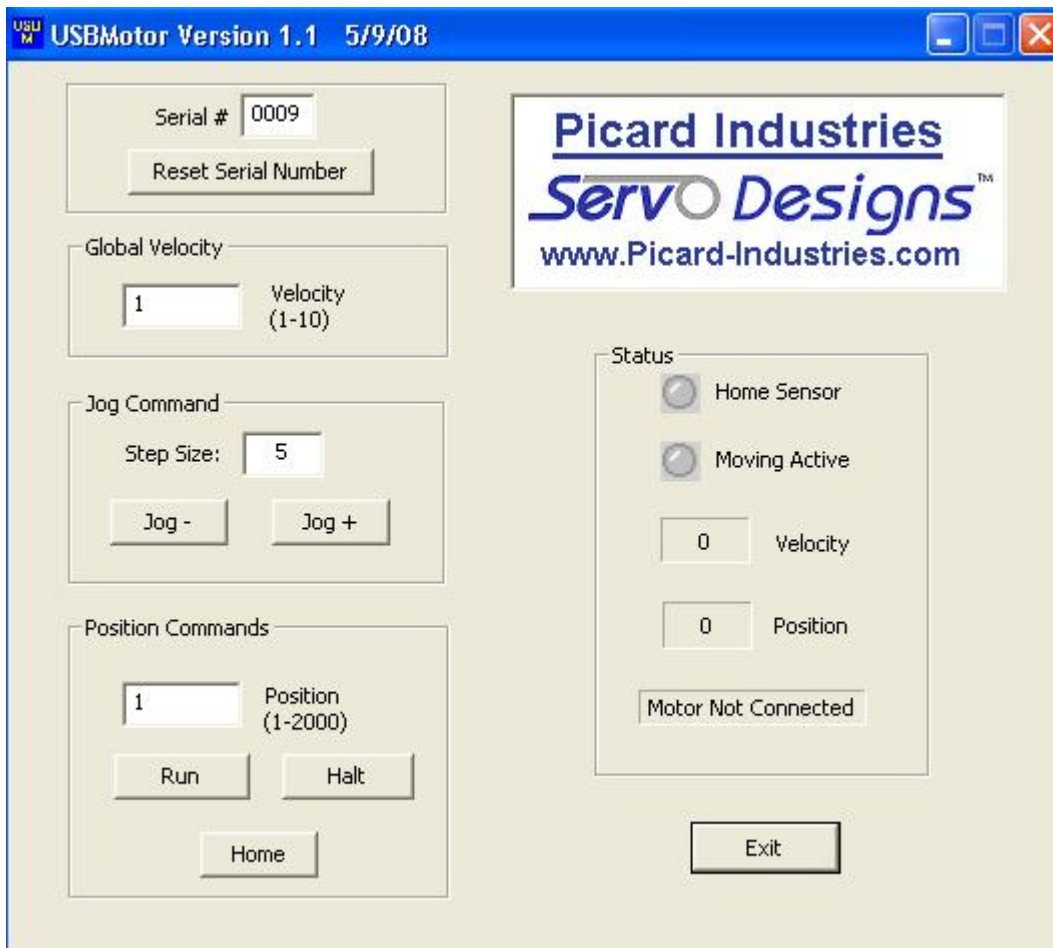 USBMotor Version 1.1 5/9/08
Serial # 0009
Reset Serial Number
Global Velocity
1 Velocity
(1-10)
Jog Command
Step Size: 5
Jog - Jog +
Position Commands
1 Position
(1-2000)
Run Halt
Home
Picard Industries
Servo Designs™
www.Picard-Industries.com
Status
Home Sensor
Moving Active
0 Velocity
0 Position
Motor Not Connected
Exit